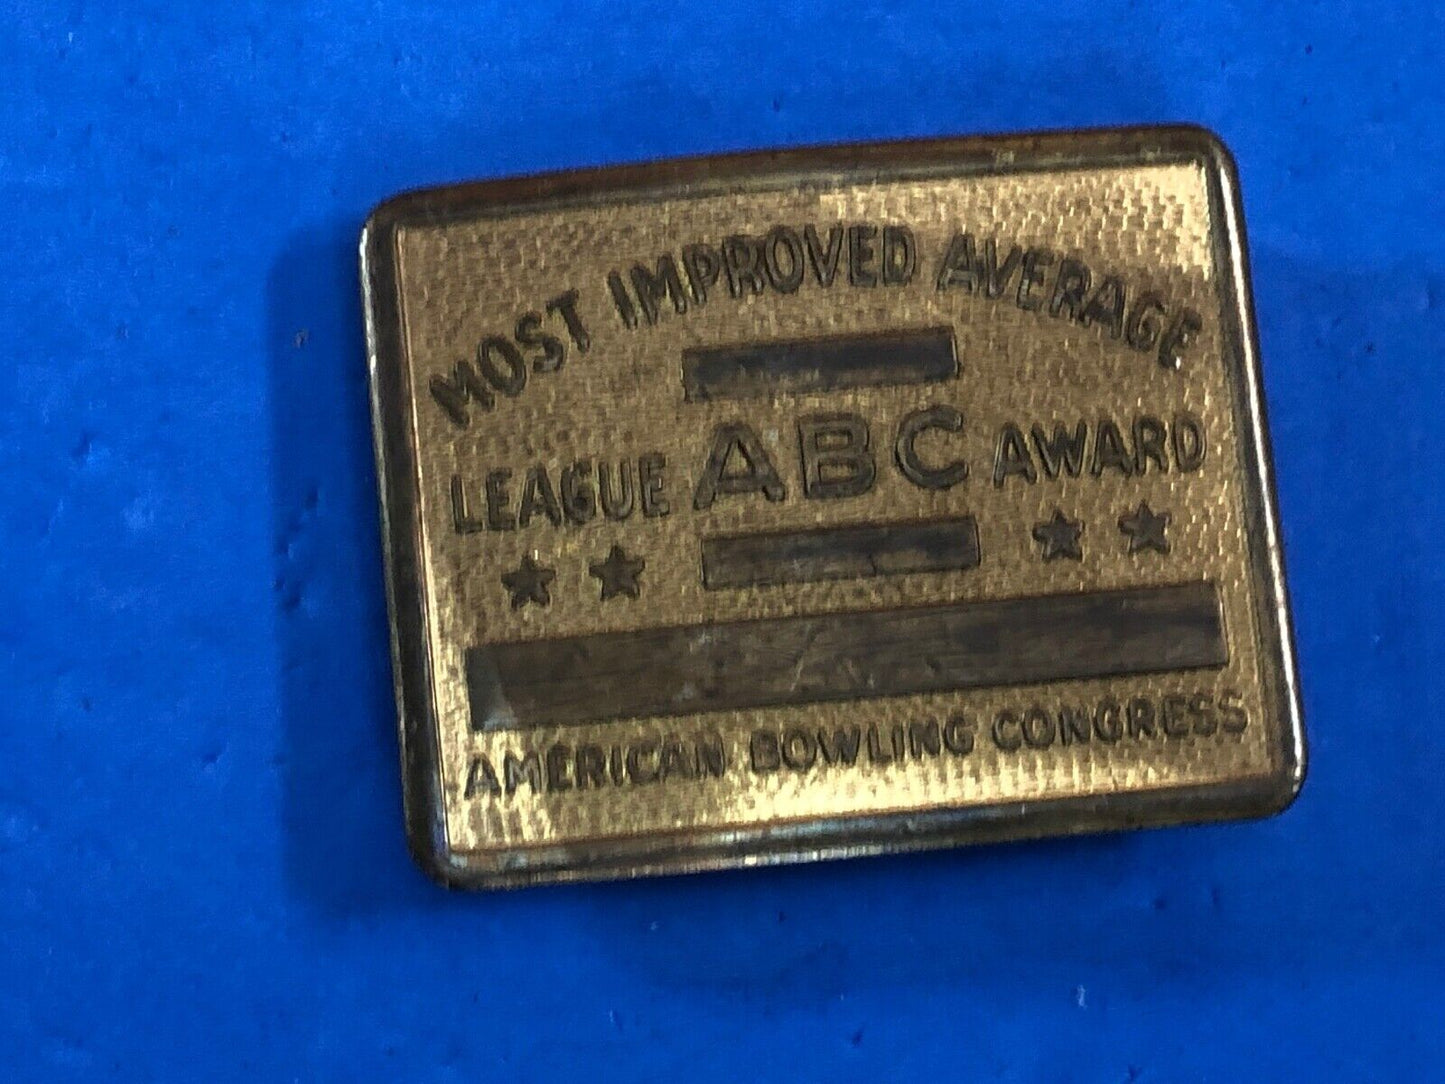 MOST IMPROVED AVERAGE
LEAGUE ABC AWARD
AMERICAN BOWLING CONGRESS